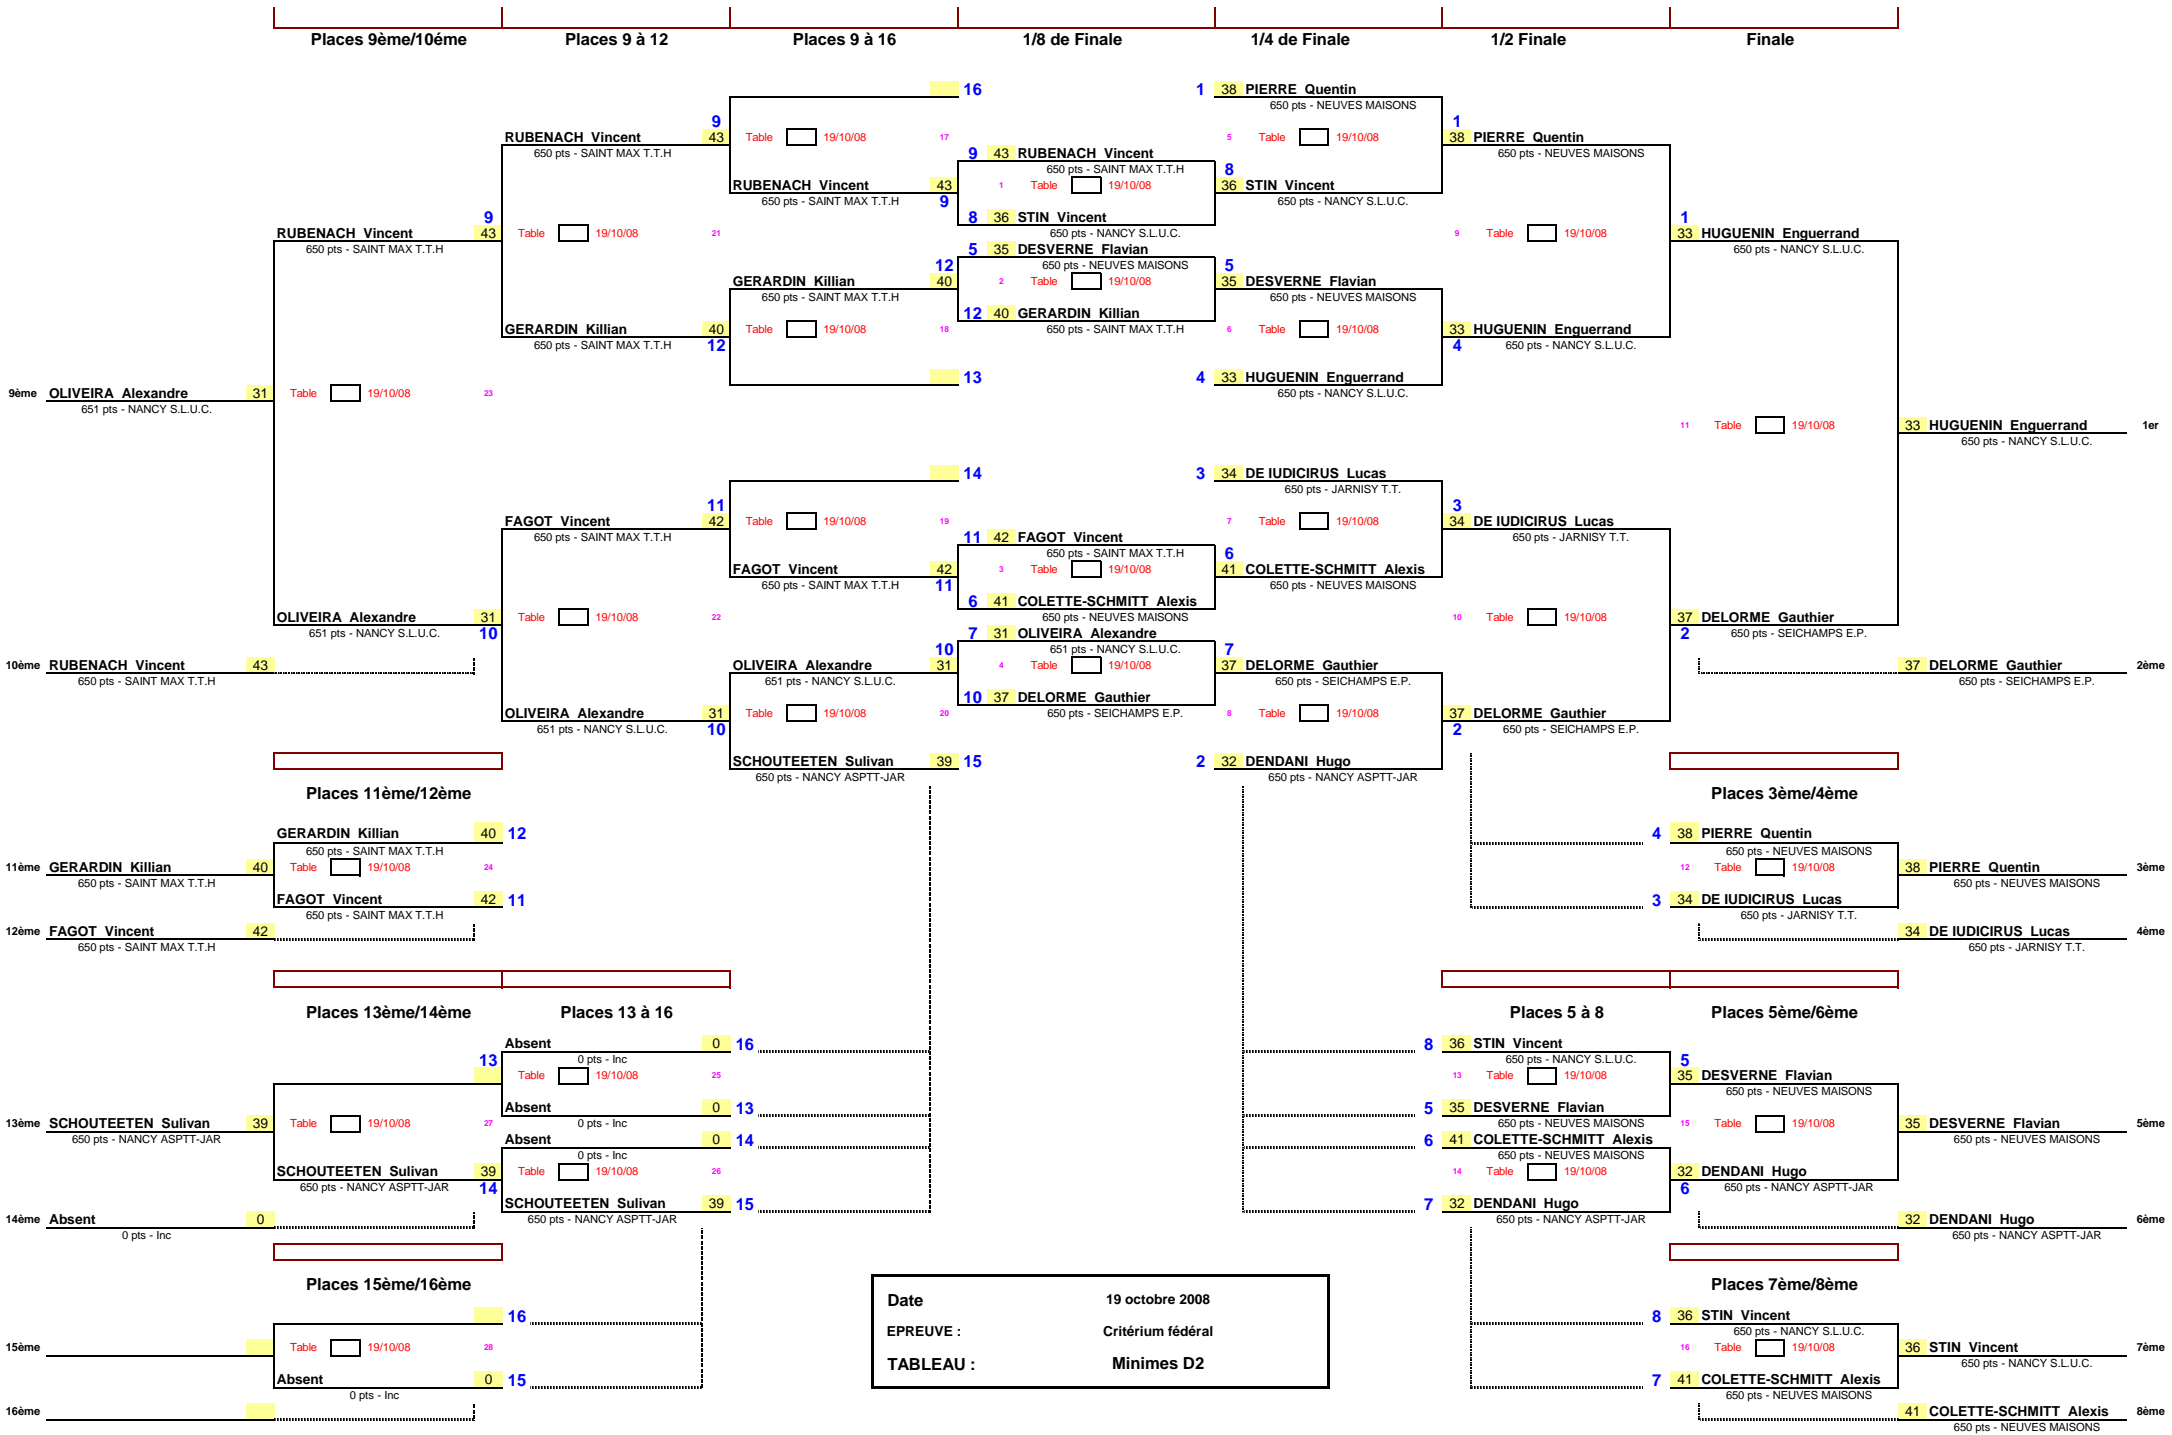 Places 9ème/10éme Places 9 à 12 Places 9 à 16 1/8 de Finale 1/4 de Finale 1/2 Finale Finale
16 1 38 PIERRE Quentin
650 pts - NEUVES MAISONS
9 1
RUBENACH Vincent 43 Table 19/10/08 17 5 Table 19/10/08 38 PIERRE Quentin
650 pts - SAINT MAX T.T.H 9 43 RUBENACH Vincent 650 pts - NEUVES MAISONS
650 pts - SAINT MAX T.T.H 8
RUBENACH Vincent 43 1 Table 19/10/08 36 STIN Vincent
650 pts - SAINT MAX T.T.H 9 650 pts - NANCY S.L.U.C.
9 8 36 STIN Vincent 1
RUBENACH Vincent 43 Table 19/10/08 21 650 pts - NANCY S.L.U.C. 9 Table 19/10/08 33 HUGUENIN Enguerrand
650 pts - SAINT MAX T.T.H 5 35 DESVERNE Flavian 650 pts - NANCY S.L.U.C.
12 650 pts - NEUVES MAISONS 5
GERARDIN Killian 40 2 Table 19/10/08 35 DESVERNE Flavian
650 pts - SAINT MAX T.T.H 650 pts - NEUVES MAISONS
12 40 GERARDIN Killian
GERARDIN Killian 40 Table 19/10/08 18 650 pts - SAINT MAX T.T.H 6 Table 19/10/08 33 HUGUENIN Enguerrand
650 pts - SAINT MAX T.T.H 12 4 650 pts - NANCY S.L.U.C.
13 4 33 HUGUENIN Enguerrand
9ème OLIVEIRA Alexandre 31 Table 19/10/08 23 650 pts - NANCY S.L.U.C.
651 pts - NANCY S.L.U.C.
11 Table 19/10/08 33 HUGUENIN Enguerrand 1er
650 pts - NANCY S.L.U.C.
14 3 34 DE IUDICIRUS Lucas
650 pts - JARNISY T.T.
11 3
FAGOT Vincent 42 Table 19/10/08 19 7 Table 19/10/08 34 DE IUDICIRUS Lucas
650 pts - SAINT MAX T.T.H 11 42 FAGOT Vincent 650 pts - JARNISY T.T.
650 pts - SAINT MAX T.T.H 6
FAGOT Vincent 42 3 Table 19/10/08 41 COLETTE-SCHMITT Alexis
650 pts - SAINT MAX T.T.H 11 650 pts - NEUVES MAISONS
6 41 COLETTE-SCHMITT Alexis
OLIVEIRA Alexandre 31 Table 19/10/08 22 650 pts - NEUVES MAISONS 10 Table 19/10/08 37 DELORME Gauthier
651 pts - NANCY S.L.U.C. 10 7 31 OLIVEIRA Alexandre 2 650 pts - SEICHAMPS E.P.
10 651 pts - NANCY S.L.U.C. 7
10ème RUBENACH Vincent 43 OLIVEIRA Alexandre 31 4 Table 19/10/08 37 DELORME Gauthier 37 DELORME Gauthier 2ème
650 pts - SAINT MAX T.T.H 651 pts - NANCY S.L.U.C. 650 pts - SEICHAMPS E.P. 650 pts - SEICHAMPS E.P.
10 37 DELORME Gauthier
OLIVEIRA Alexandre 31 Table 19/10/08 20 650 pts - SEICHAMPS E.P. 8 Table 19/10/08 37 DELORME Gauthier
651 pts - NANCY S.L.U.C. 10 2 650 pts - SEICHAMPS E.P.
SCHOUTEETEN Sulivan 39 15 2 32 DENDANI Hugo
650 pts - NANCY ASPTT-JAR 650 pts - NANCY ASPTT-JAR
Places 11ème/12ème Places 3ème/4ème
GERARDIN Killian 40 12 4 38 PIERRE Quentin
650 pts - SAINT MAX T.T.H 650 pts - NEUVES MAISONS
11ème GERARDIN Killian 40 Table 19/10/08 24 12 Table 19/10/08 38 PIERRE Quentin 3ème
650 pts - SAINT MAX T.T.H 650 pts - NEUVES MAISONS
FAGOT Vincent 42 11 3 34 DE IUDICIRUS Lucas
650 pts - SAINT MAX T.T.H 650 pts - JARNISY T.T.
12ème FAGOT Vincent 42 34 DE IUDICIRUS Lucas 4ème
650 pts - SAINT MAX T.T.H 650 pts - JARNISY T.T.
Places 13ème/14ème Places 13 à 16 Places 5 à 8 Places 5ème/6ème
Absent 0 16 8 36 STIN Vincent
13 0 pts - Inc 650 pts - NANCY S.L.U.C. 5
Table 19/10/08 25 13 Table 19/10/08 35 DESVERNE Flavian
650 pts - NEUVES MAISONS
Absent 0 13 5 35 DESVERNE Flavian
13ème SCHOUTEETEN Sulivan 39 Table 19/10/08 27 0 pts - Inc 650 pts - NEUVES MAISONS 15 Table 19/10/08 35 DESVERNE Flavian 5ème
650 pts - NANCY ASPTT-JAR Absent 0 14 6 41 COLETTE-SCHMITT Alexis 650 pts - NEUVES MAISONS
0 pts - Inc 650 pts - NEUVES MAISONS
SCHOUTEETEN Sulivan 39 Table 19/10/08 26 14 Table 19/10/08 32 DENDANI Hugo
650 pts - NANCY ASPTT-JAR 14 6 650 pts - NANCY ASPTT-JAR
SCHOUTEETEN Sulivan 39 15 7 32 DENDANI Hugo
14ème Absent 0 650 pts - NANCY ASPTT-JAR 650 pts - NANCY ASPTT-JAR 32 DENDANI Hugo 6ème
0 pts - Inc 650 pts - NANCY ASPTT-JAR
Places 15ème/16ème Places 7ème/8ème
Date 19 octobre 2008
16 8 36 STIN Vincent
EPREUVE : Critérium fédéral 650 pts - NANCY S.L.U.C.
15ème Table 19/10/08 28 16 Table 19/10/08 36 STIN Vincent 7ème
TABLEAU : Minimes D2 650 pts - NANCY S.L.U.C.
Absent 0 15 7 41 COLETTE-SCHMITT Alexis
0 pts - Inc 650 pts - NEUVES MAISONS
16ème 41 COLETTE-SCHMITT Alexis 8ème
650 pts - NEUVES MAISONS